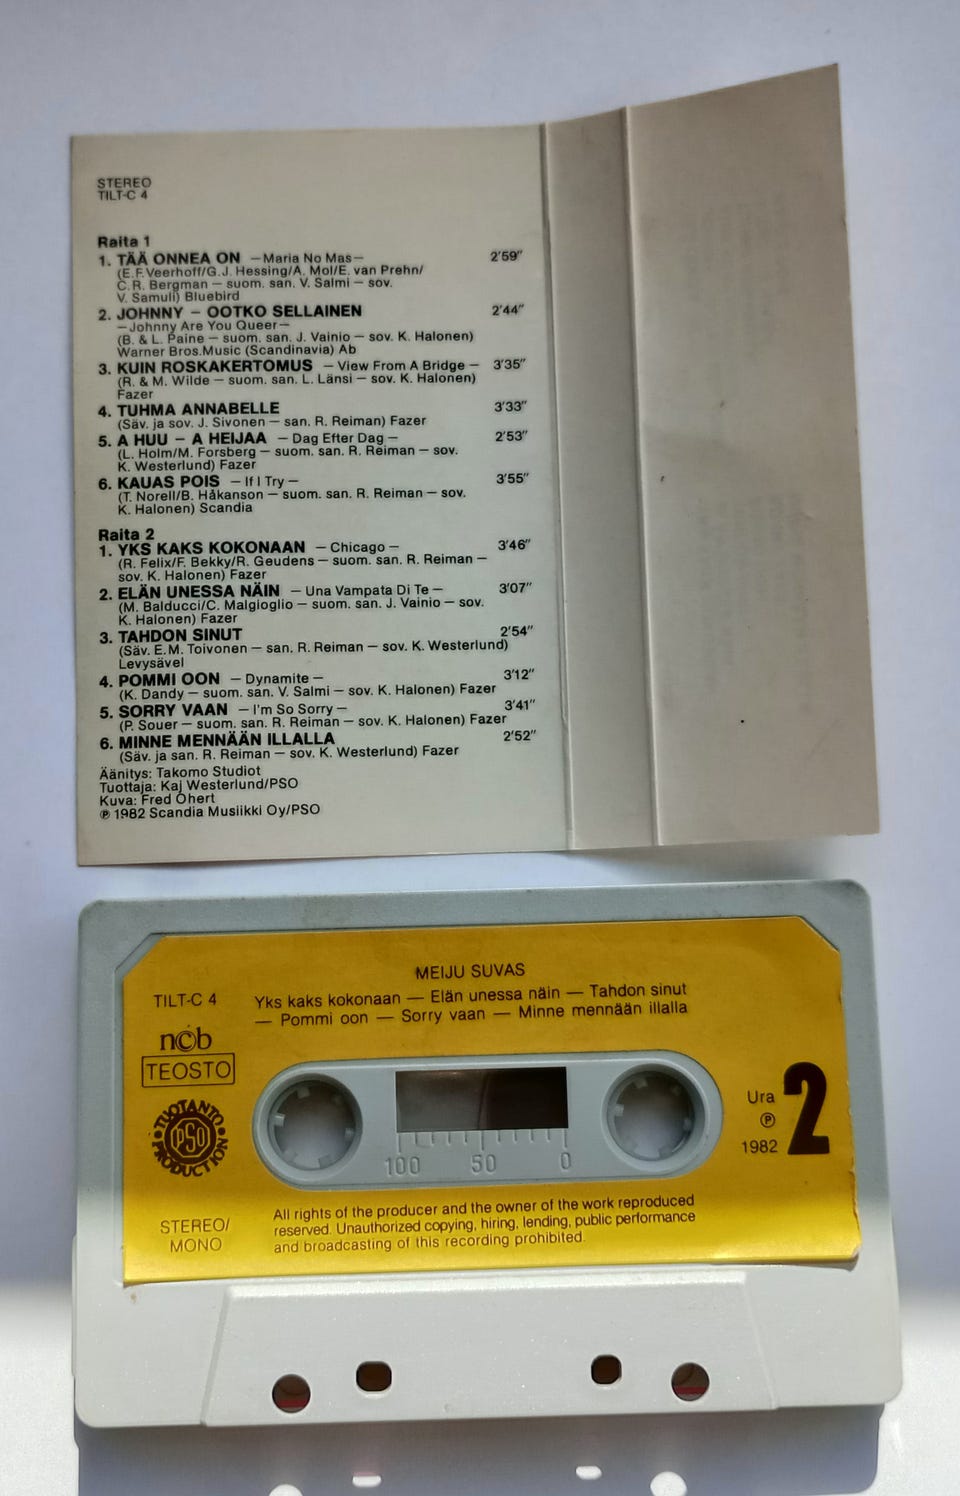 STEREO
TILT-C 4
Raita 1
1. TÄÄ ONNEA ON – Maria No Mas – 2'59"
(E.F.Veerhoff/G.J. Hessing/A. Mol/E. van Prehn/
C.R. Bergman – suom. san. V. Salmi – sov.
V. Samuli) Bluebird
2. JOHNNY – OOTKO SELLAINEN 2'44"
– Johnny Are You Queer –
(B. & L. Paine – suom. san. J. Vainio – sov. K. Halonen)
Warner Bros.Music (Scandinavia) Ab
3. KUIN ROSKAKERTOMUS – View From A Bridge – 3'35"
(R. & M. Wilde – suom. san. L. Länsi – sov. K. Halonen)
Fazer
4. TUHMA ANNABELLE 3'33"
(Säv. ja sov. J. Sivonen – san. R. Reiman) Fazer
5. A HUU – A HEIJAA – Dag Efter Dag – 2'53"
(L. Holm/M. Forsberg – suom. san. R. Reiman – sov.
K. Westerlund) Fazer
6. KAUAS POIS – If I Try – 3'55"
(T. Norell/B. Håkanson – suom. san. R. Reiman – sov.
K. Halonen) Scandia
Raita 2
1. YKS KAKS KOKONAAN – Chicago – 3'46"
(R. Felix/F. Bekky/R. Geudens – suom. san. R. Reiman –
sov. K. Halonen) Fazer
2. ELÄN UNESSA NÄIN – Una Vampata Di Te – 3'07"
(M. Balducci/C. Malgioglio – suom. san. J. Vainio – sov.
K. Halonen) Fazer
3. TAHDON SINUT 2'54"
(Säv. E.M. Toivonen – san. R. Reiman – sov. K. Westerlund)
Levysävel
4. POMMI OON – Dynamite – 3'12"
(K. Dandy – suom. san. V. Salmi – sov. K. Halonen) Fazer
5. SORRY VAAN – I'm So Sorry – 3'41"
(P. Souer – suom. san. R. Reiman – sov. K. Halonen) Fazer
6. MINNE MENNÄÄN ILLALLA 2'52"
(Säv. ja san. R. Reiman – sov. K. Westerlund) Fazer
Äänitys: Takomo Studiot
Tuottaja: Kaj Westerlund/PSO
Kuva: Fred Öhert
℗ 1982 Scandia Musiikki Oy/PSO
MEIJU SUVAS
TILT-C 4
Yks kaks kokonaan — Elän unessa näin — Tahdon sinut
— Pommi oon — Sorry vaan — Minne mennään illalla
ncb
TEOSTO
TUOTANTO
PSO
PRODUCTION
Ura 2
℗
1982
100 50 0
STEREO/
MONO
All rights of the producer and the owner of the work reproduced
reserved. Unauthorized copying, hiring, lending, public performance
and broadcasting of this recording prohibited.